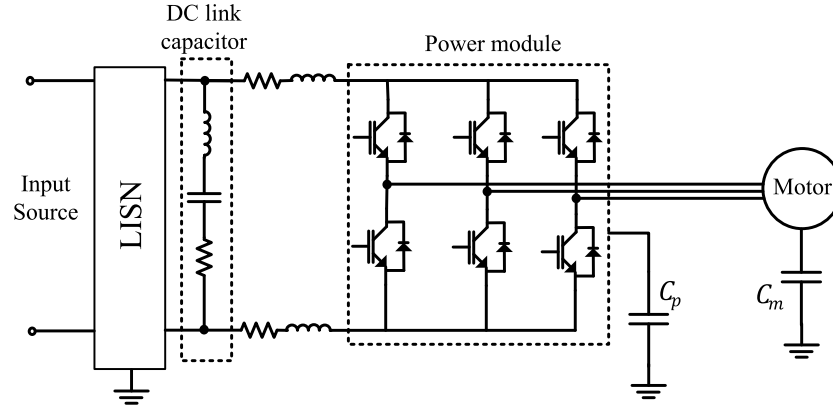 DC link
capacitor
Power module
Input
Source
LISN
Motor
C_p
C_m